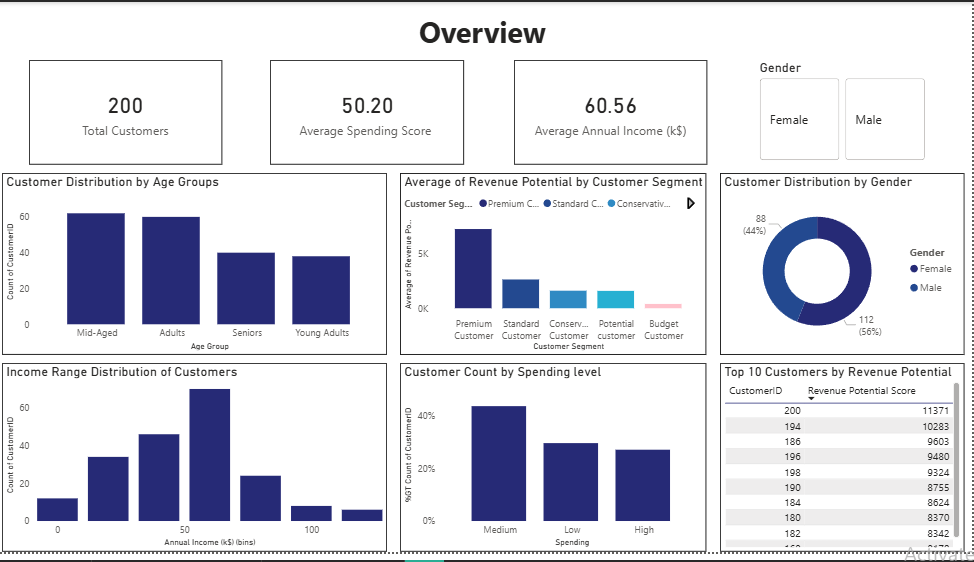 Overview
200
Total Customers
50.20
Average Spending Score
60.56
Average Annual Income (k$)
Gender
Female
Male
Customer Distribution by Age Groups
Count of CustomerID
60
40
20
0
Mid-Aged
Adults
Seniors
Young Adults
Age Group
Average of Revenue Potential by Customer Segment
Customer Seg...
Premium C...
Standard C...
Conservativ...
Average of Revenue Po...
5K
0K
Premium
Customer
Standard
Customer
Conserv...
Customer
Potential
customer
Budget
Customer
Customer Segment
Customer Distribution by Gender
88
(44%)
112
(56%)
Gender
Female
Male
Income Range Distribution of Customers
Count of CustomerID
60
40
20
0
0
50
100
Annual Income (k$) (bins)
Customer Count by Spending level
%GT Count of CustomerID
40%
20%
0%
Medium
Low
High
Spending
Top 10 Customers by Revenue Potential
CustomerID Revenue Potential Score
200 11371
194 10283
186 9603
196 9480
198 9324
190 8755
184 8624
180 8370
182 8342
Activate